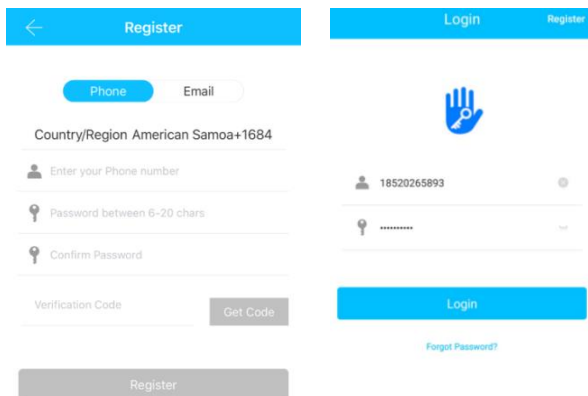 Register
Phone Email
Country/Region American Samoa+1684
Enter your Phone number
Password between 6-20 chars
Confirm Password
Verification Code Get Code
Register
Login Register
18520265893
••••••••••
Login
Forgot Password?